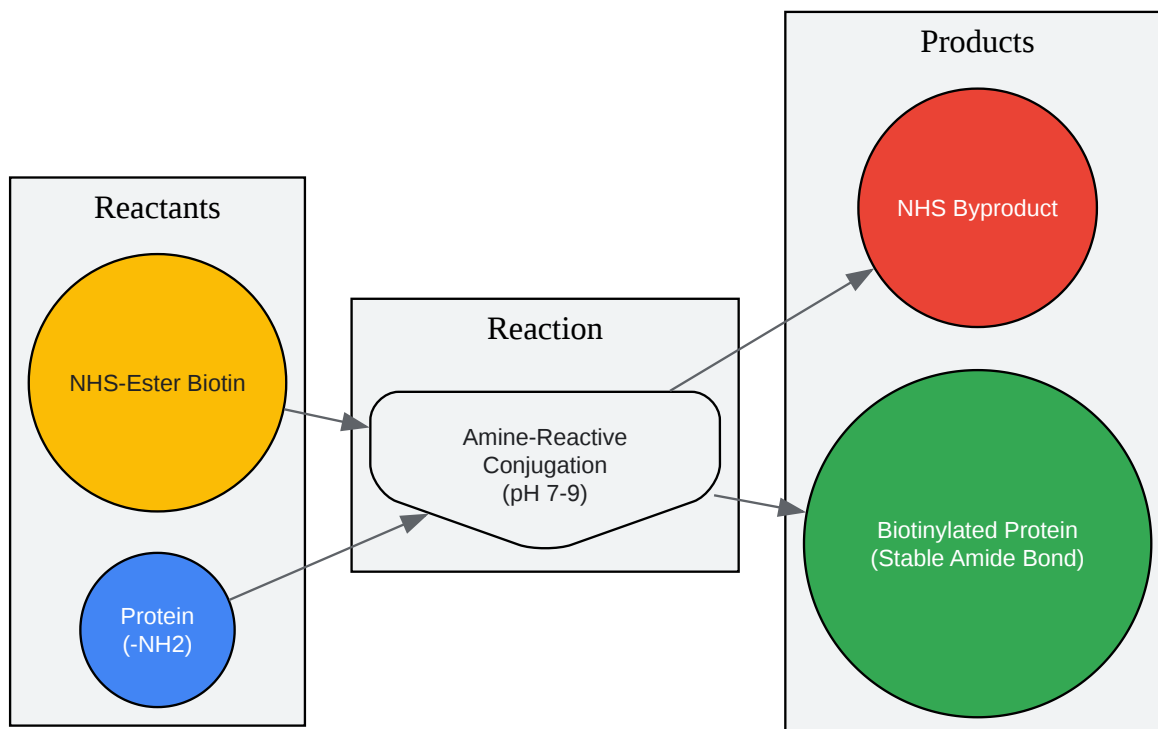 Reactants
NHS-Ester Biotin
Protein
(-NH2)
Reaction
Amine-Reactive
Conjugation
(pH 7-9)
Products
NHS Byproduct
Biotinylated Protein
(Stable Amide Bond)